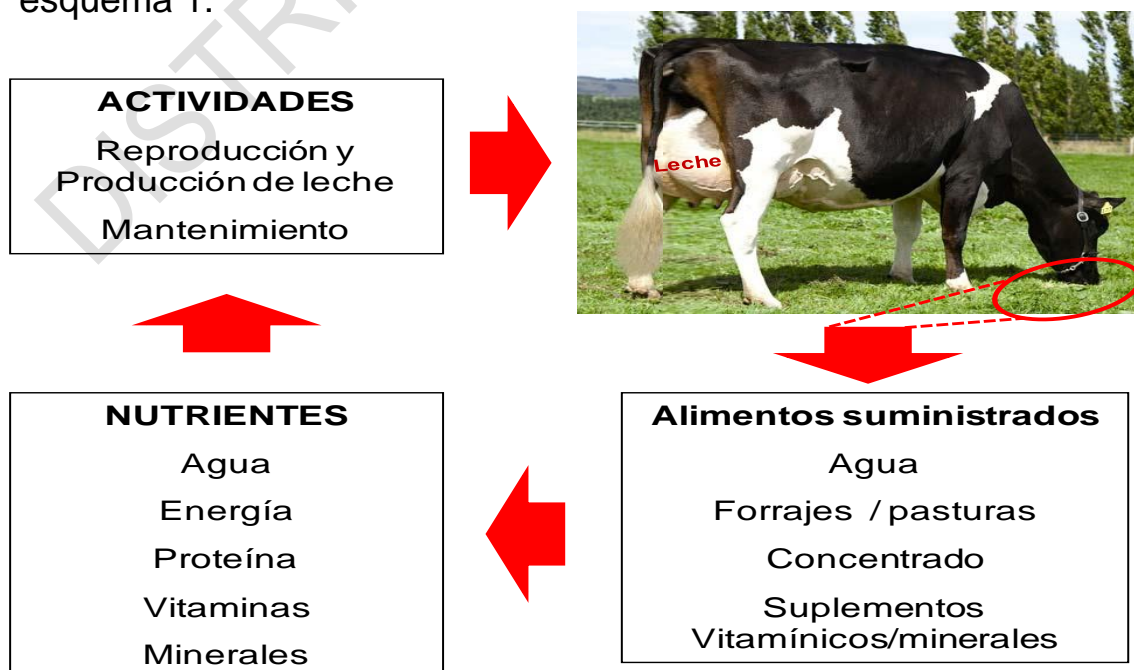 esquema 1.
DISTRI
ACTIVIDADES
Reproducción y
Producción de leche
Mantenimiento
Leche
NUTRIENTES
Agua
Energía
Proteína
Vitaminas
Minerales
Alimentos suministrados
Agua
Forrajes / pasturas
Concentrado
Suplementos
Vitamínicos/minerales